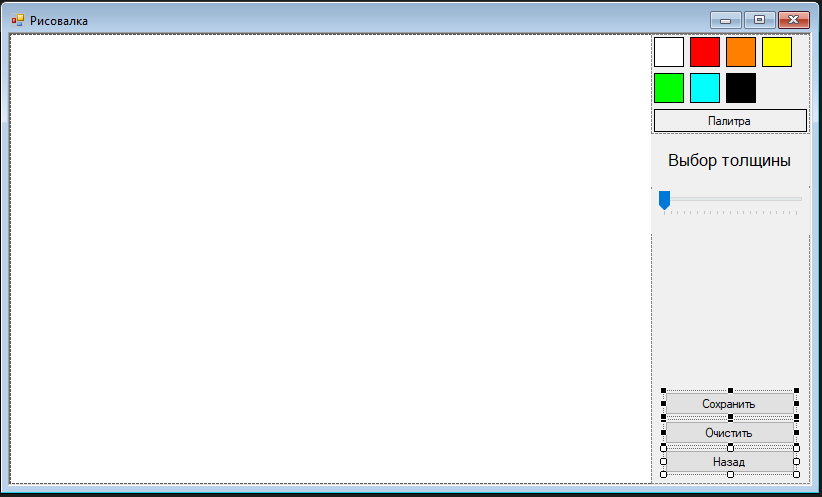 Рисовалка
Палитра
Выбор толщины
Сохранить
Очистить
Назад